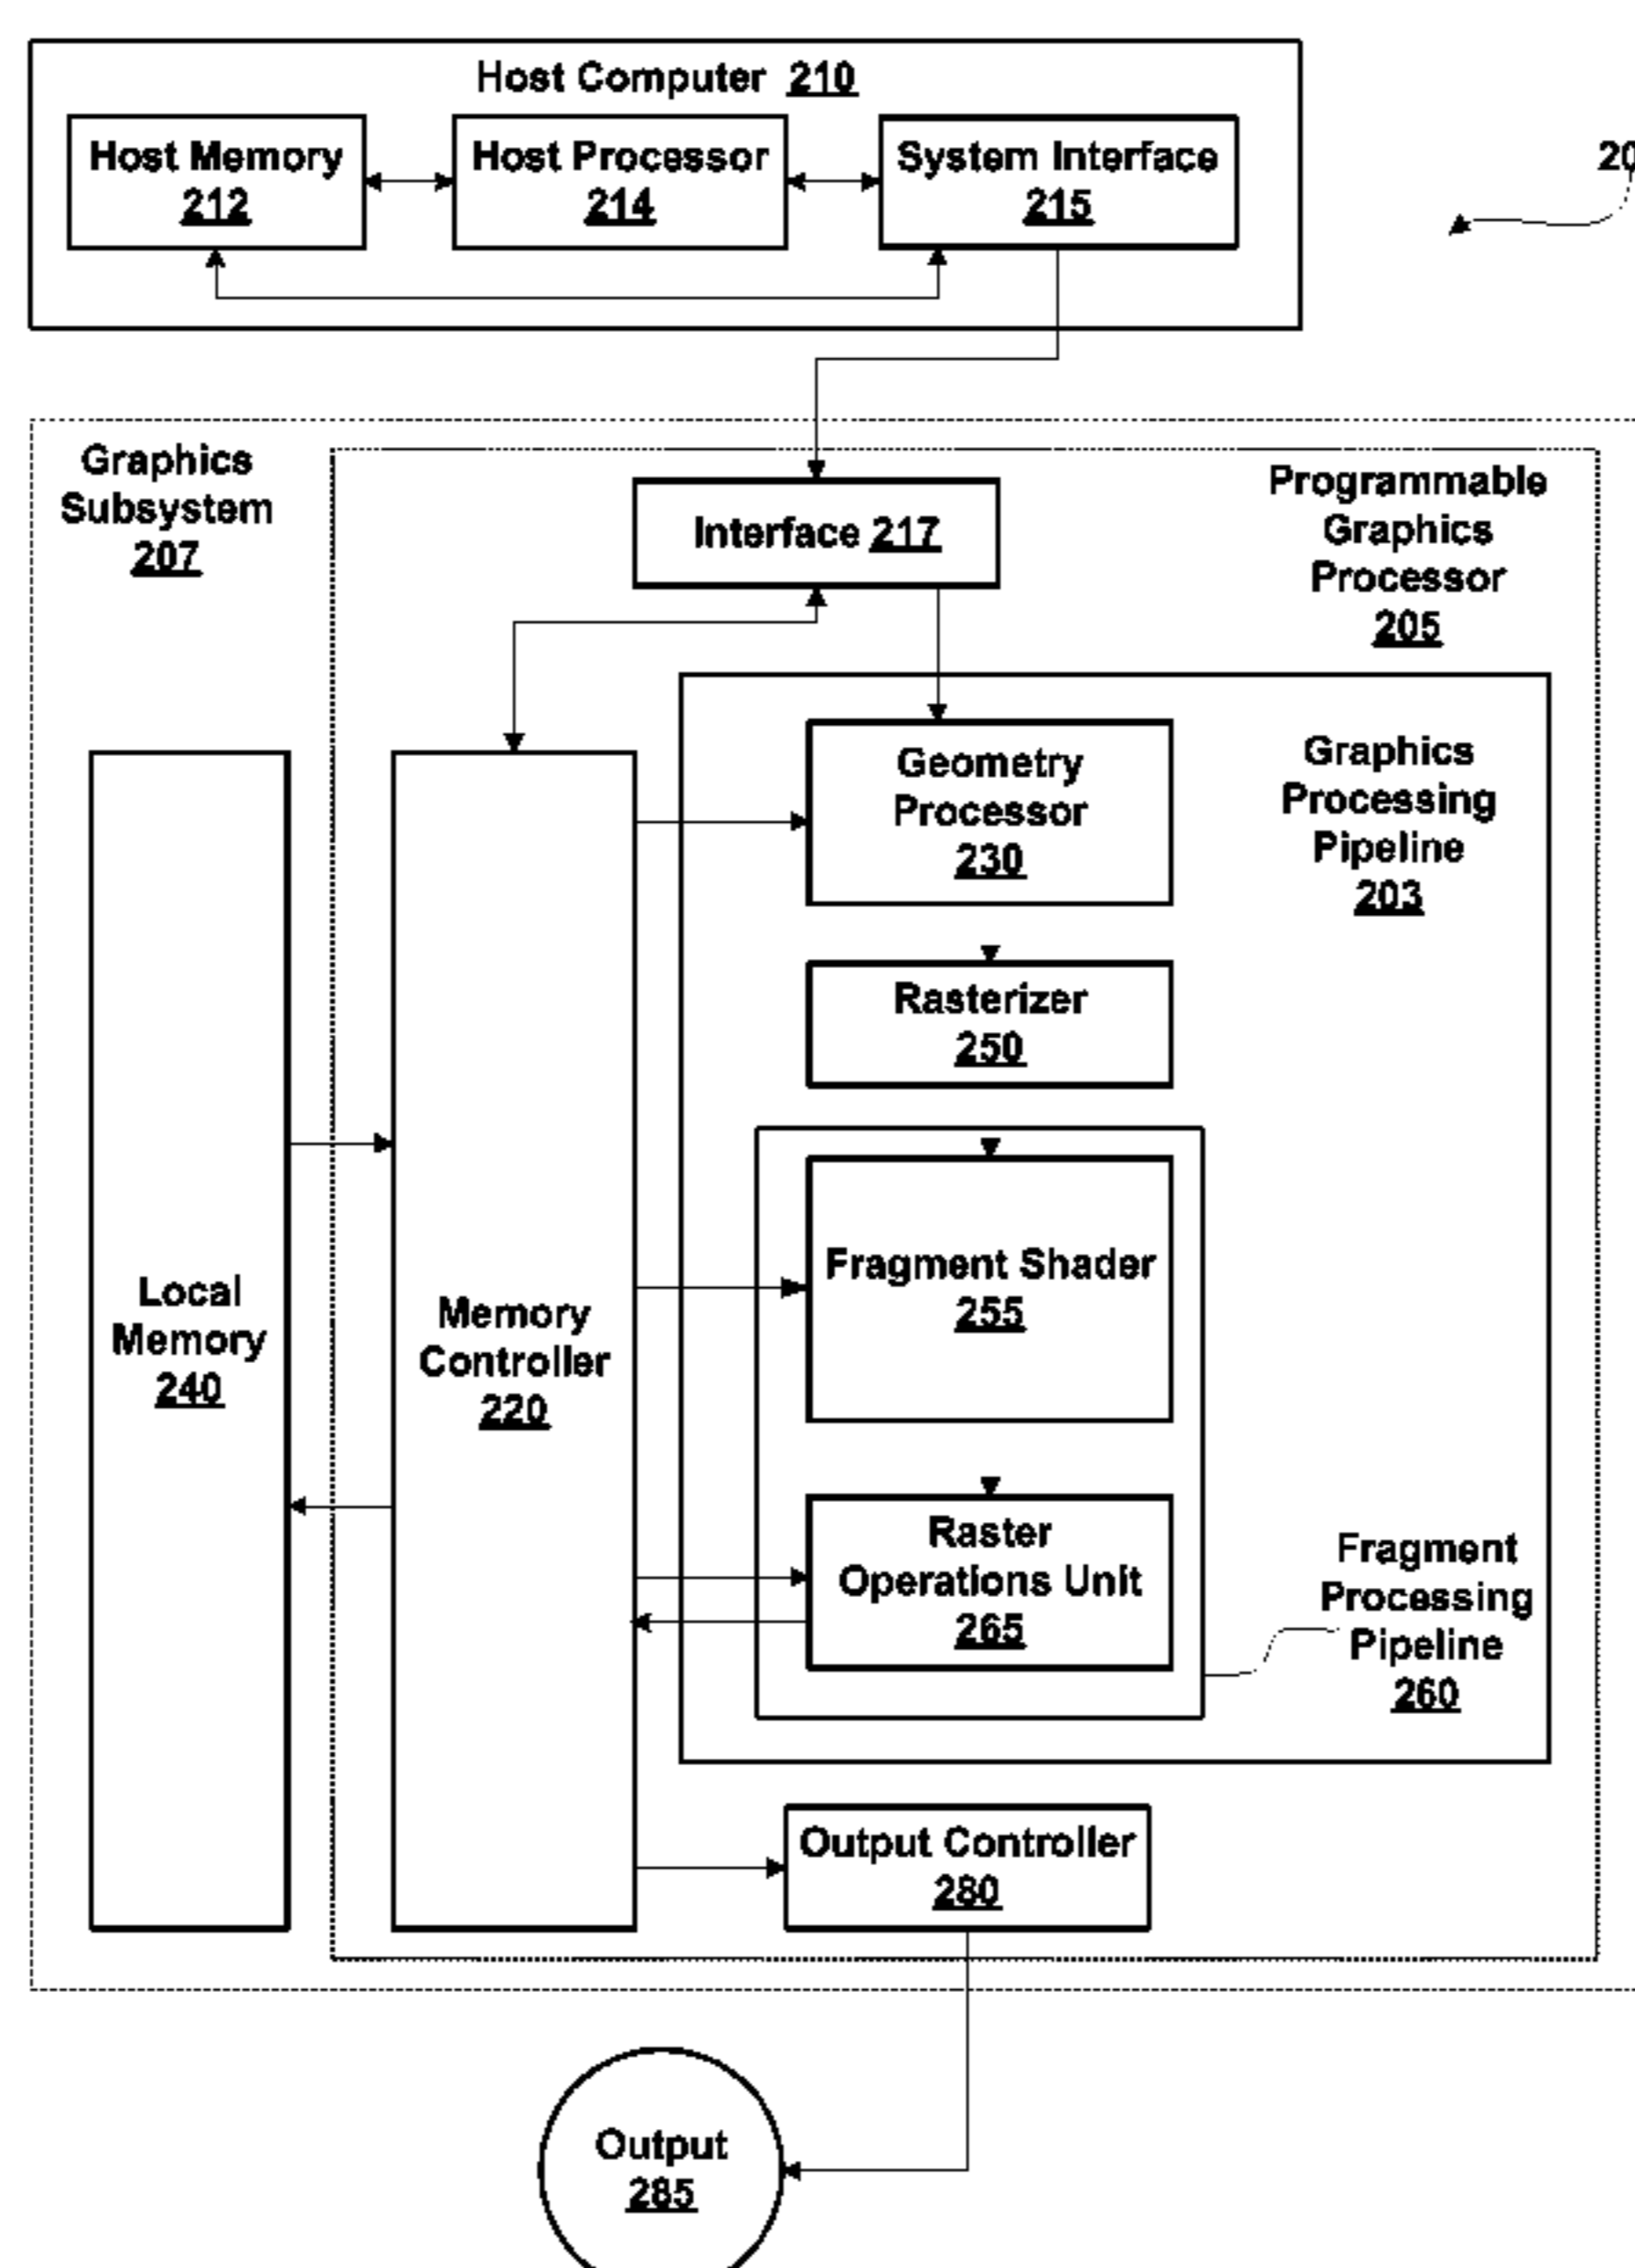 Host Computer 210
Host Memory
212
Host Processor
214
System Interface
215
Graphics
Subsystem
207
Interface 217
Programmable
Graphics
Processor
205
Geometry
Processor
230
Graphics
Processing
Pipeline
203
Rasterizer
250
Local
Memory
240
Memory
Controller
220
Fragment Shader
255
Raster
Operations Unit
265
Fragment
Processing
Pipeline
260
Output Controller
280
Output
285